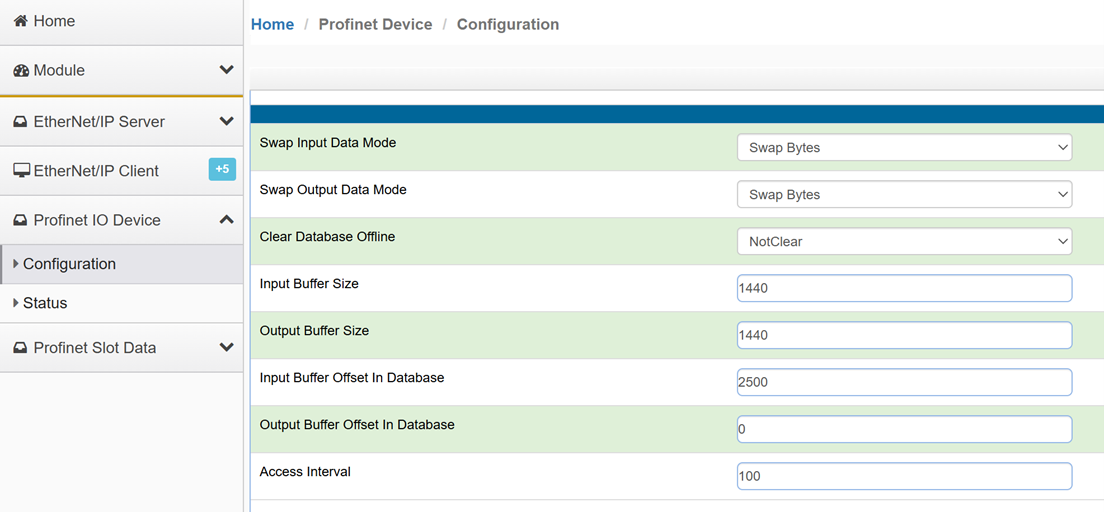 Home
Module
EtherNet/IP Server
EtherNet/IP Client +5
Profinet IO Device
Configuration
Status
Profinet Slot Data
Home / Profinet Device / Configuration
Swap Input Data Mode Swap Bytes
Swap Output Data Mode Swap Bytes
Clear Database Offline NotClear
Input Buffer Size 1440
Output Buffer Size 1440
Input Buffer Offset In Database 2500
Output Buffer Offset In Database 0
Access Interval 100